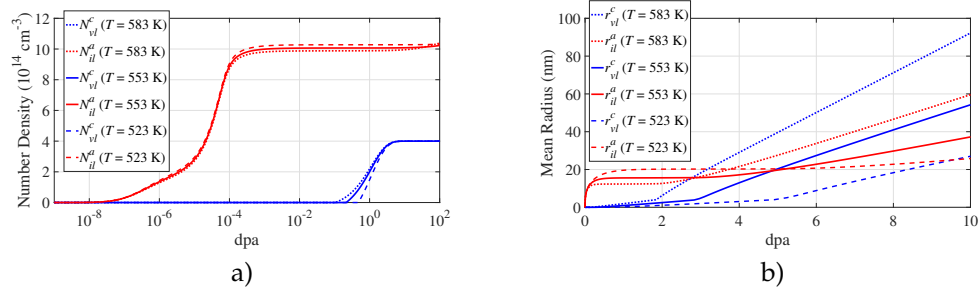 12
10
8
6
4
2
0
Number Density (10^14 cm^-3)
N^c_vl (T = 583 K)
N^a_il (T = 583 K)
N^c_vl (T = 553 K)
N^a_il (T = 553 K)
N^c_vl (T = 523 K)
N^a_il (T = 523 K)
10^-8 10^-6 10^-4 10^-2 10^0 10^2
dpa
a)
100
80
60
40
20
0
Mean Radius (nm)
r^c_vl (T = 583 K)
r^a_il (T = 583 K)
r^c_vl (T = 553 K)
r^a_il (T = 553 K)
r^c_vl (T = 523 K)
r^a_il (T = 523 K)
0 2 4 6 8 10
dpa
b)